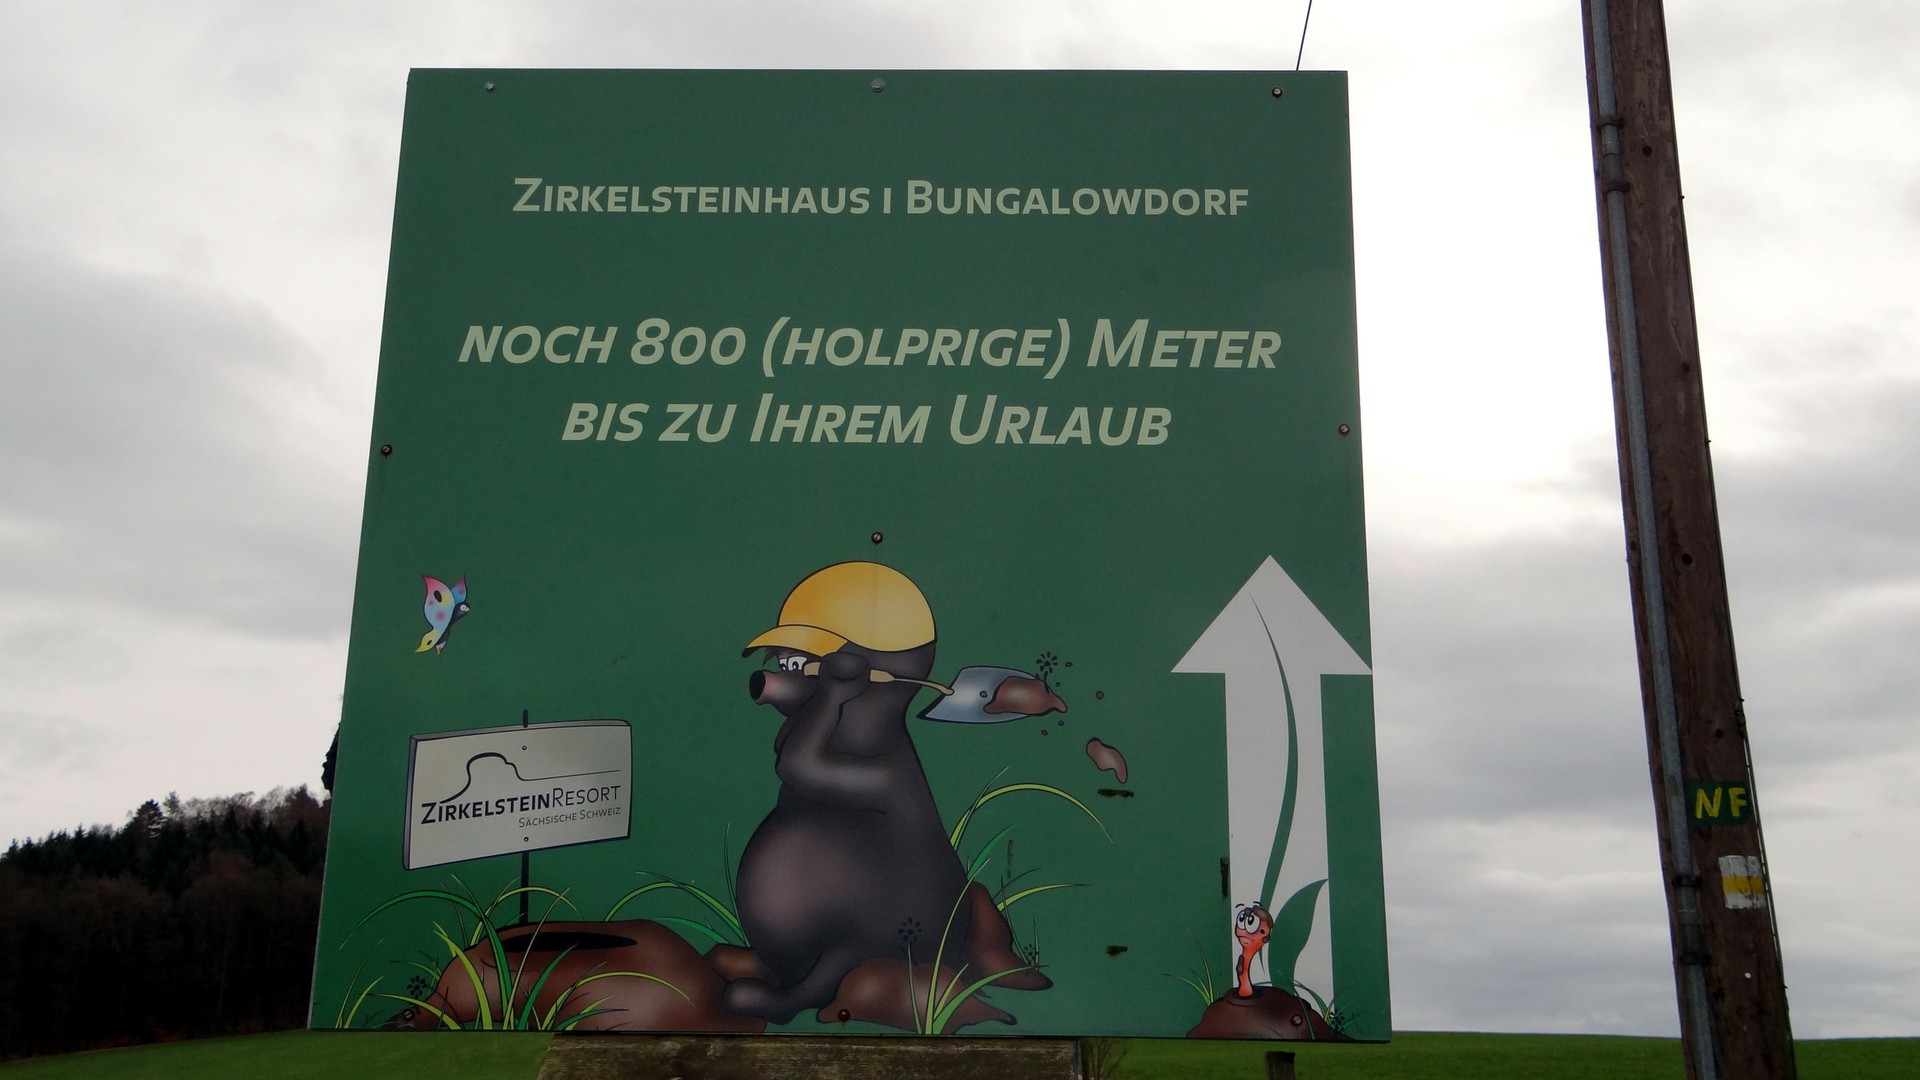 Zirkelsteinhaus | Bungalowdorf
noch 800 (holprige) Meter
bis zu Ihrem Urlaub
ZirkelsteinResort
Sächsische Schweiz
NF